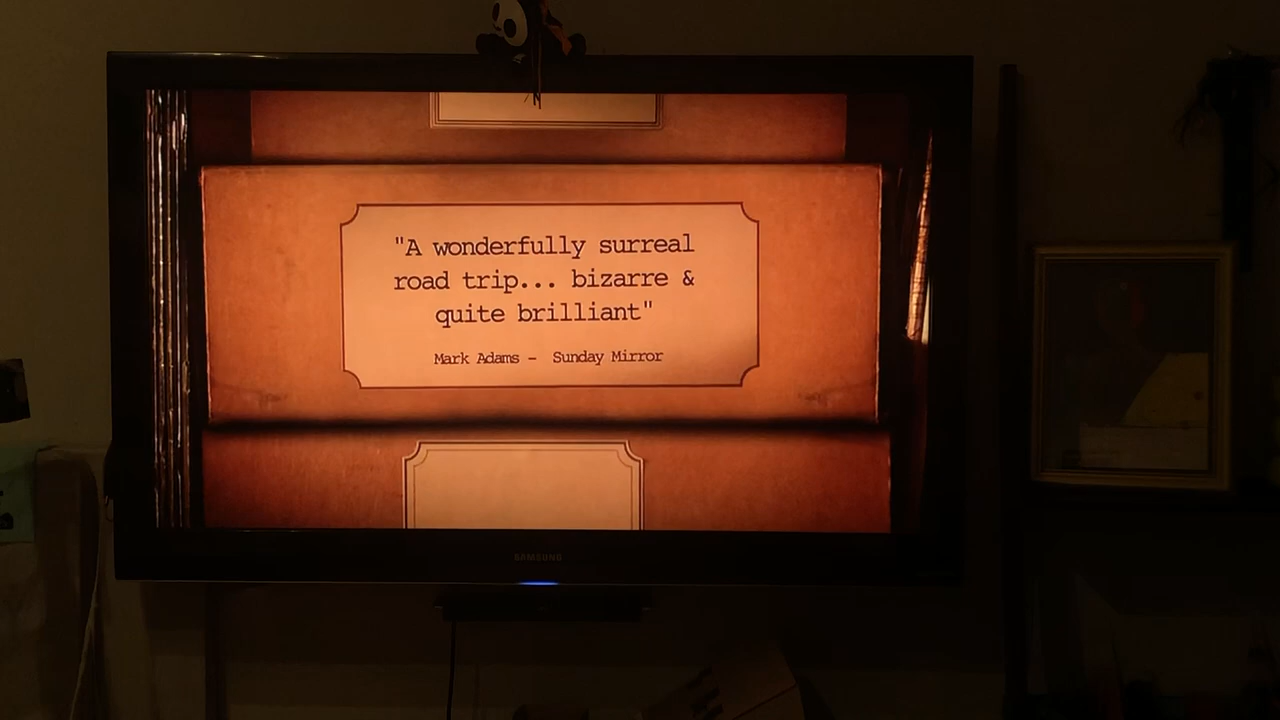 "A wonderfully surreal
road trip... bizarre &
quite brilliant"
Mark Adams - Sunday Mirror
SAMSUNG